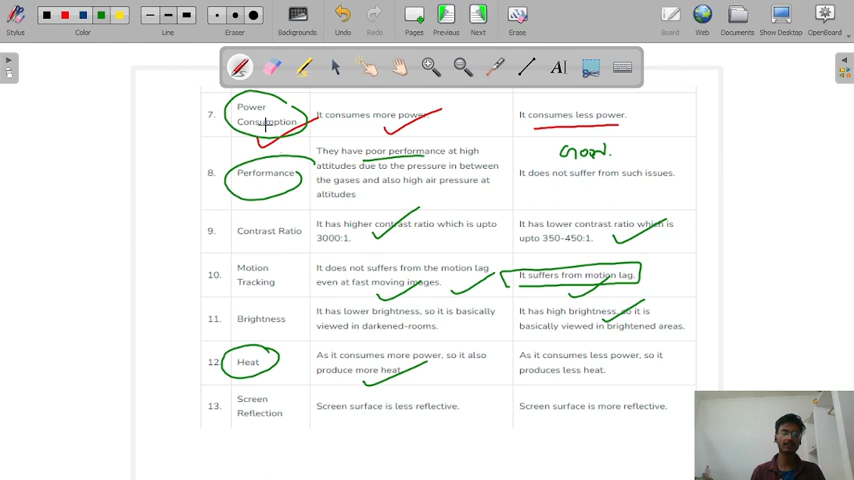 Stylus
Color
Line
Eraser
Backgrounds
Undo
Redo
Pages
Previous
Next
Erase
Board
Web
Documents
Show Desktop
OpenBoard
7.
Power
Consumption
It consumes more power.
It consumes less power.
8.
Performance
They have poor performance at high
attitudes due to the pressure in between
the gases and also high air pressure at
altitudes
Good.
It does not suffer from such issues.
9.
Contrast Ratio
It has higher contrast ratio which is upto
3000:1.
It has lower contrast ratio which is
upto 350-450:1.
10.
Motion
Tracking
It does not suffers from the motion lag
even at fast moving images.
It suffers from motion lag.
11.
Brightness
It has lower brightness, so it is basically
viewed in darkened-rooms.
It has high brightness, so it is
basically viewed in brightened areas.
12.
Heat
As it consumes more power, so it also
produce more heat.
As it consumes less power, so it
produces less heat.
13.
Screen
Reflection
Screen surface is less reflective.
Screen surface is more reflective.